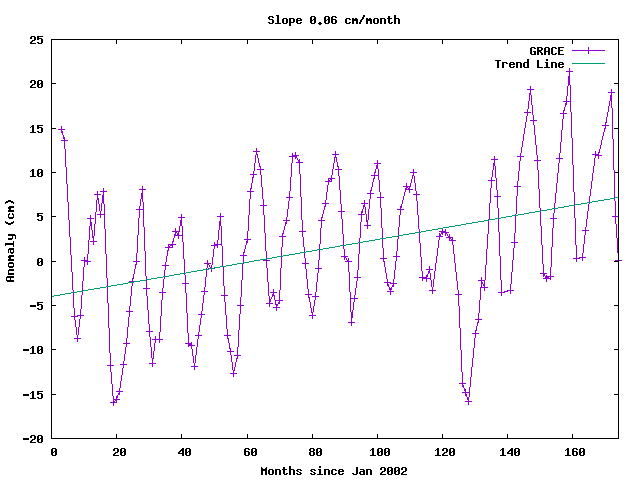 Slope 0.06 cm/month
GRACE
Trend Line
25
20
15
10
5
0
-5
-10
-15
-20
Anomaly (cm)
0 20 40 60 80 100 120 140 160
Months since Jan 2002